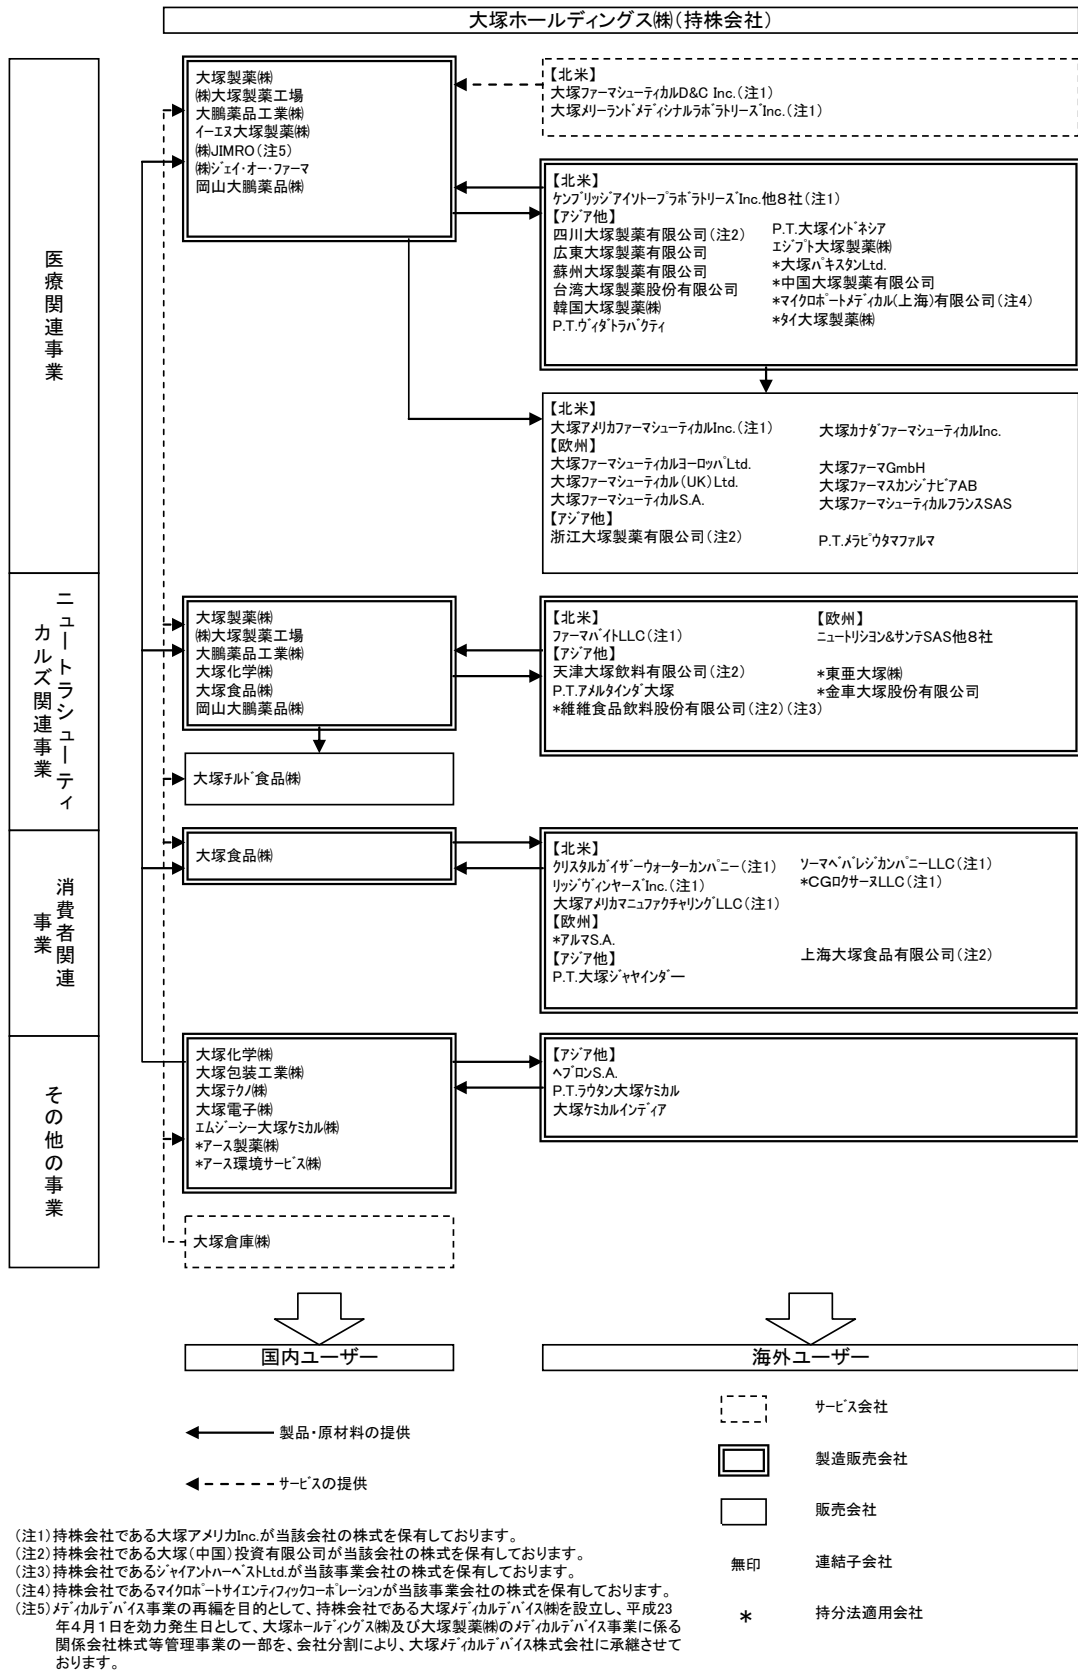 大塚ホールディングス㈱（持株会社）
医療関連事業
大塚製薬㈱
㈱大塚製薬工場
大鵬薬品工業㈱
イーエヌ大塚製薬㈱
㈱JIMRO（注5）
㈱ジェイ・オー・ファーマ
岡山大鵬薬品㈱
【北米】
大塚ファーマシューティカルD&C Inc.（注1）
大塚メリーランドメディシナルラボラトリーズInc.（注1）
【北米】
ケンブリッジアイソトープラボラトリーズInc.他8社（注1）
【アジア他】
四川大塚製薬有限公司（注2）
広東大塚製薬有限公司
蘇州大塚製薬有限公司
台湾大塚製薬股份有限公司
韓国大塚製薬㈱
P.T.ヴィダトラバクティ
P.T.大塚インドネシア
エジプト大塚製薬㈱
*大塚パキスタンLtd.
*中国大塚製薬有限公司
*マイクロポートメディカル(上海)有限公司（注4）
*タイ大塚製薬㈱
【北米】
大塚アメリカファーマシューティカルInc.（注1）
大塚カナダファーマシューティカルInc.
【欧州】
大塚ファーマシューティカルヨーロッパLtd.
大塚ファーマGmbH
大塚ファーマシューティカル(UK)Ltd.
大塚ファーマスカンジナビアAB
大塚ファーマシューティカルS.A.
大塚ファーマシューティカルフランスSAS
【アジア他】
浙江大塚製薬有限公司（注2）
P.T.メラピウタマファルマ
ニュートラシューティ
カルズ関連事業
大塚製薬㈱
㈱大塚製薬工場
大鵬薬品工業㈱
大塚化学㈱
大塚食品㈱
岡山大鵬薬品㈱
【北米】
ファーマバイトLLC（注1）
【アジア他】
天津大塚飲料有限公司（注2）
P.T.アメルタインダ大塚
*維維食品飲料股份有限公司（注2）（注3）
【欧州】
ニュートリション&サンテSAS他8社
*東亜大塚㈱
*金車大塚股份有限公司
大塚チルド食品㈱
消費者関連
事業
大塚食品㈱
【北米】
クリスタルガイザーウォーターカンパニー（注1）
ソーマベバレジカンパニーLLC（注1）
リッジヴィンヤーズInc.（注1）
*CGロクサーヌLLC（注1）
大塚アメリカマニュファクチャリングLLC（注1）
【欧州】
*アルマS.A.
【アジア他】
上海大塚食品有限公司（注2）
P.T.大塚ジャヤインダー
その他の事業
大塚化学㈱
大塚包装工業㈱
大塚テクノ㈱
大塚電子㈱
エムジーシー大塚ケミカル㈱
*アース製薬㈱
*アース環境サービス㈱
【アジア他】
ヘブロンS.A.
P.T.ラウタン大塚ケミカル
大塚ケミカルインディア
大塚倉庫㈱
国内ユーザー
海外ユーザー
製品・原材料の提供
サービスの提供
サービス会社
製造販売会社
販売会社
無印　連結子会社
*　持分法適用会社
（注1）持株会社である大塚アメリカInc.が当該会社の株式を保有しております。
（注2）持株会社である大塚（中国）投資有限公司が当該会社の株式を保有しております。
（注3）持株会社であるジャイアントハーベストLtd.が当該事業会社の株式を保有しております。
（注4）持株会社であるマイクロポートサイエンティフィックコーポレーションが当該事業会社の株式を保有しております。
（注5）メディカルデバイス事業の再編を目的として、持株会社である大塚メディカルデバイス㈱を設立し、平成23
年4月1日を効力発生日として、大塚ホールディングス㈱及び大塚製薬㈱のメディカルデバイス事業に係る
関係会社株式等管理事業の一部を、会社分割により、大塚メディカルデバイス株式会社に承継させて
おります。